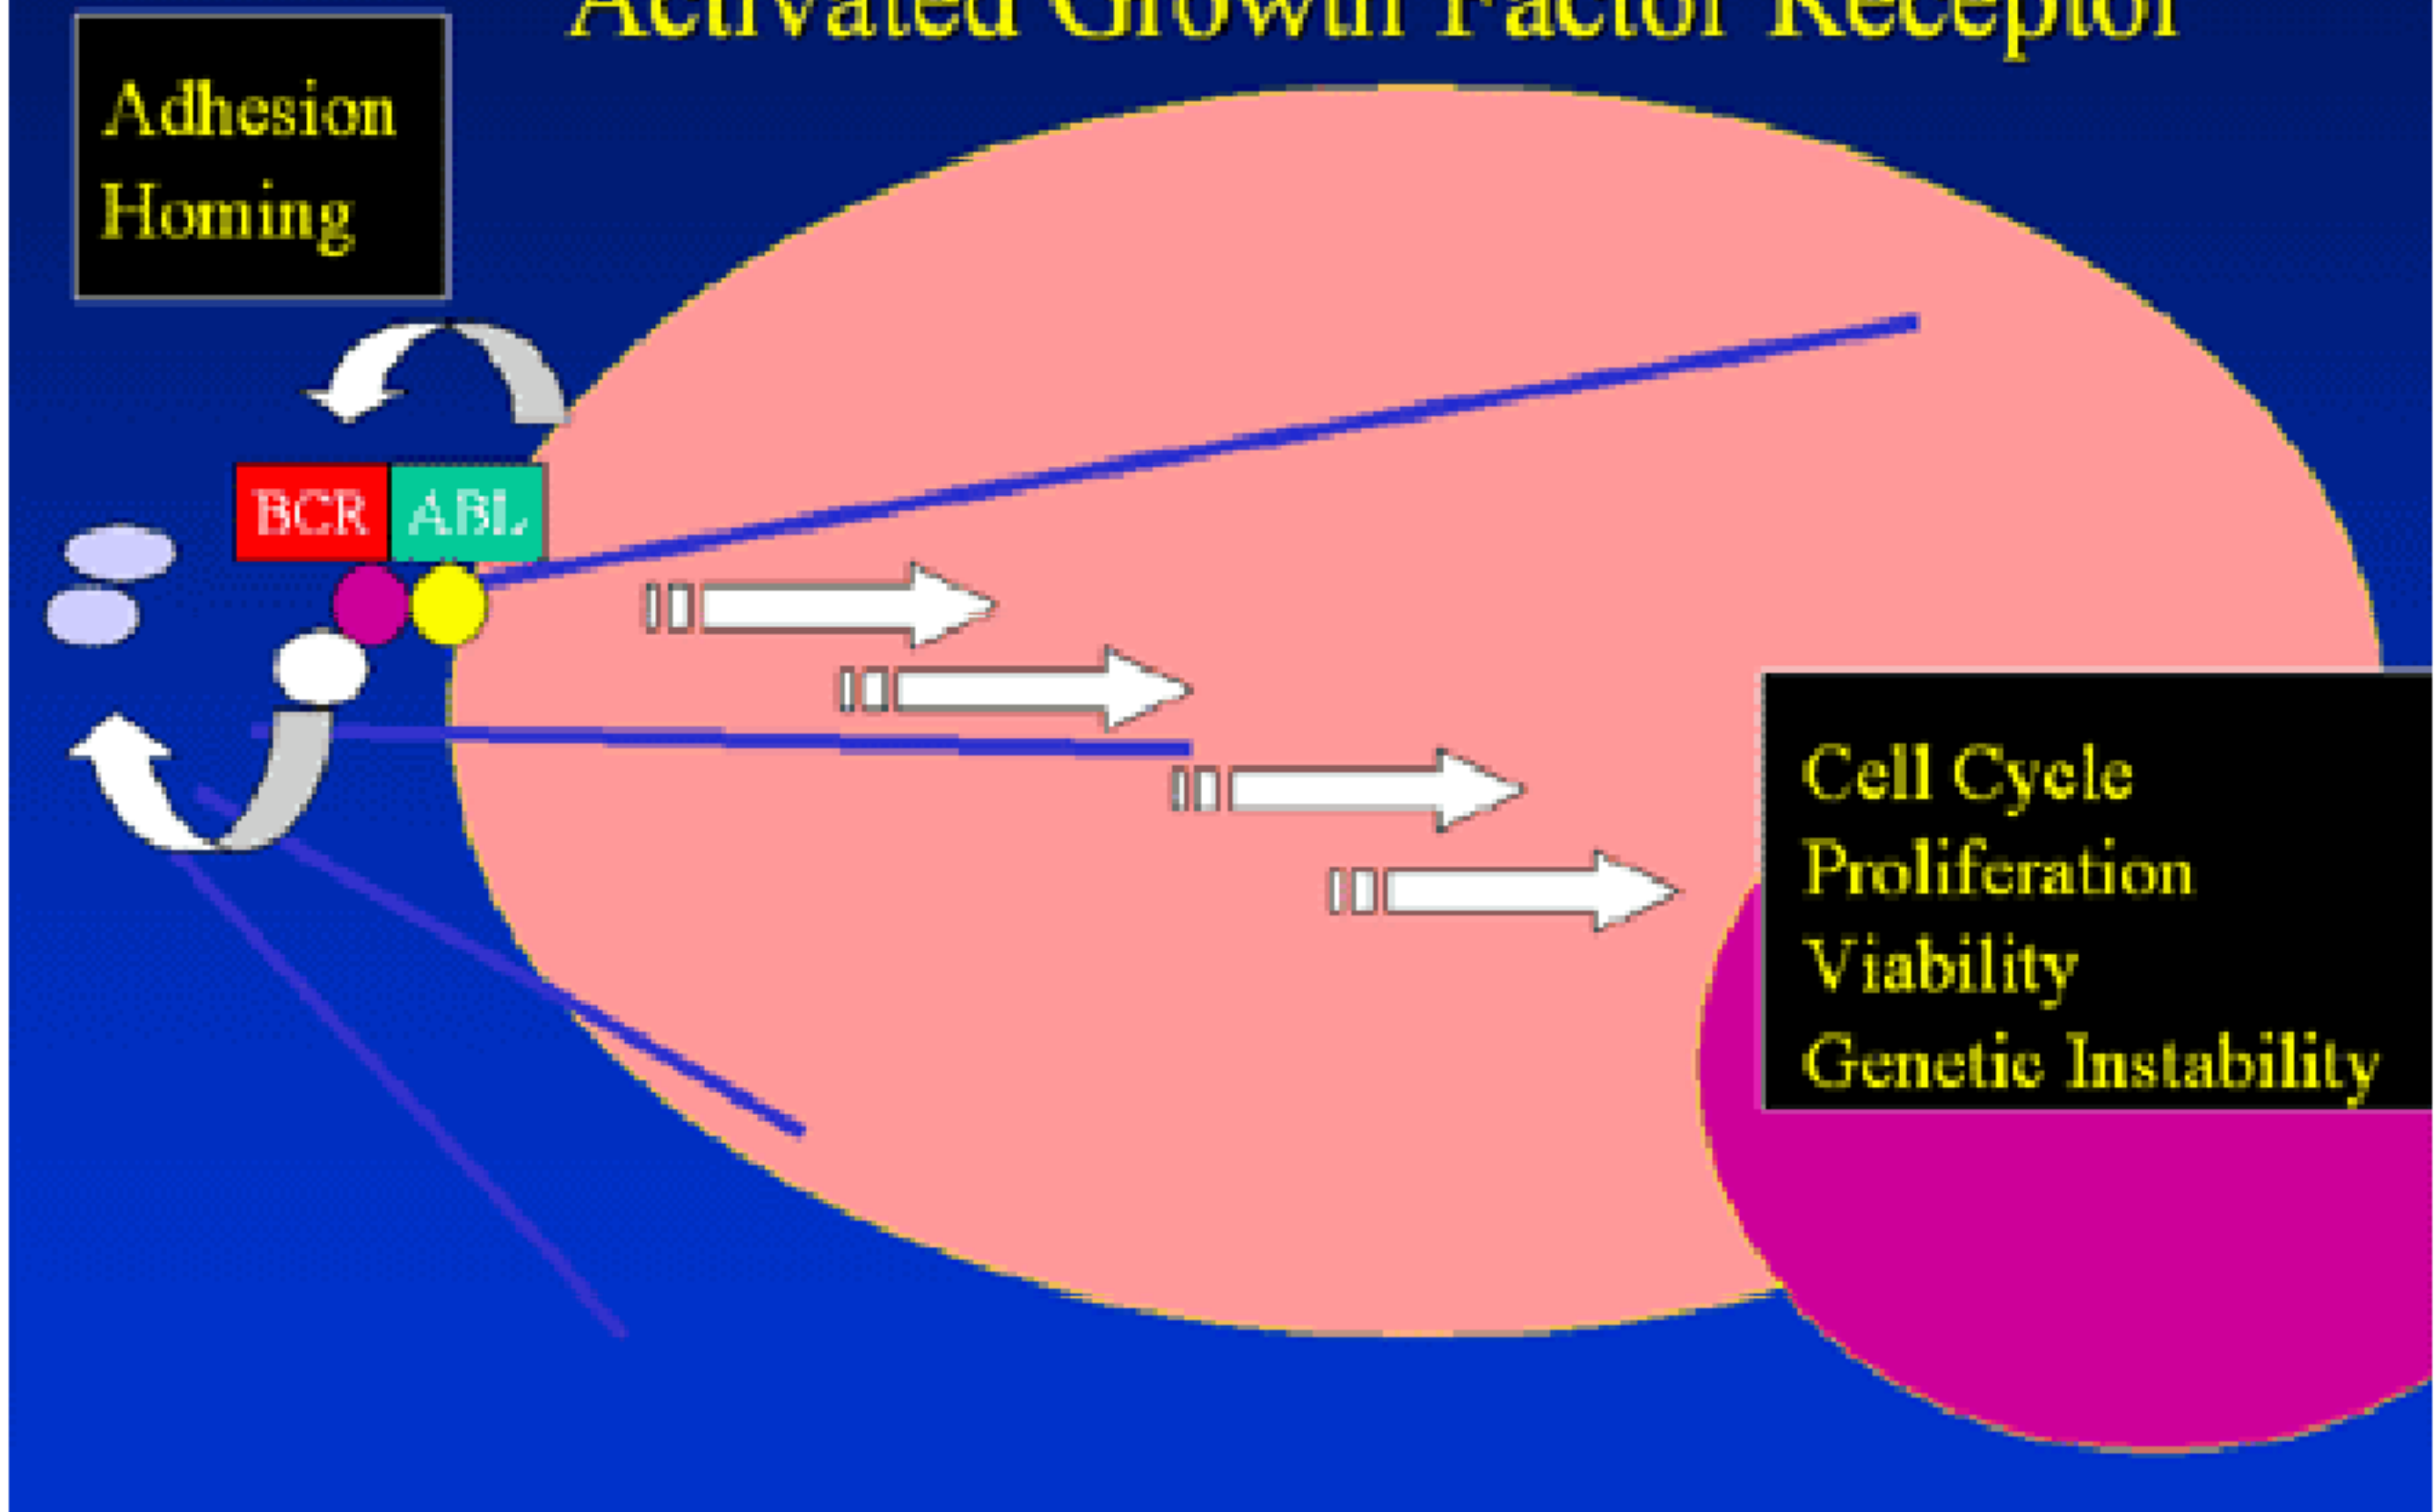 Activated Growth Factor Receptor
Adhesion
Homing
BCR ABL
Cell Cycle
Proliferation
Viability
Genetic Instability